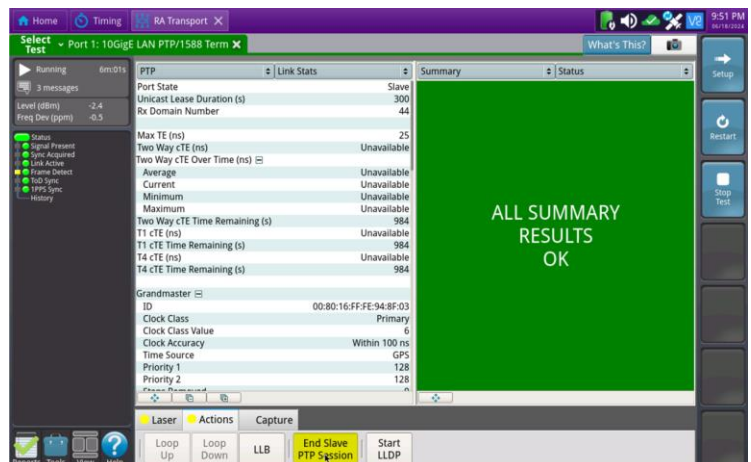 Home
Timing
RA Transport
9:51 PM
06/18/2024
Select Test
Port 1: 10GigE LAN PTP/1588 Term
What's This?
Running 6m:01s
3 messages
Level (dBm) -2.4
Freq Dev (ppm) -0.5
Status
Signal Present
Sync Acquired
Link Active
Frame Detect
ToD Sync
1PPS Sync
History
PTP Link Stats
Port State Slave
Unicast Lease Duration (s) 300
Rx Domain Number 44
Max TE (ns) 25
Two Way cTE (ns) Unavailable
Two Way cTE Over Time (ns)
Average Unavailable
Current Unavailable
Minimum Unavailable
Maximum Unavailable
Two Way cTE Time Remaining (s) 984
T1 cTE (ns) Unavailable
T1 cTE Time Remaining (s) 984
T4 cTE (ns) Unavailable
T4 cTE Time Remaining (s) 984
Grandmaster
ID 00:80:16:FF:FE:94:8F:03
Clock Class Primary
Clock Class Value 6
Clock Accuracy Within 100 ns
Time Source GPS
Priority 1 128
Priority 2 128
Summary Status
ALL SUMMARY
RESULTS
OK
Setup
Restart
Stop
Test
Laser
Actions
Capture
Loop Up
Loop Down
LLB
End Slave PTP Session
Start LLDP
Reports Tools View Help